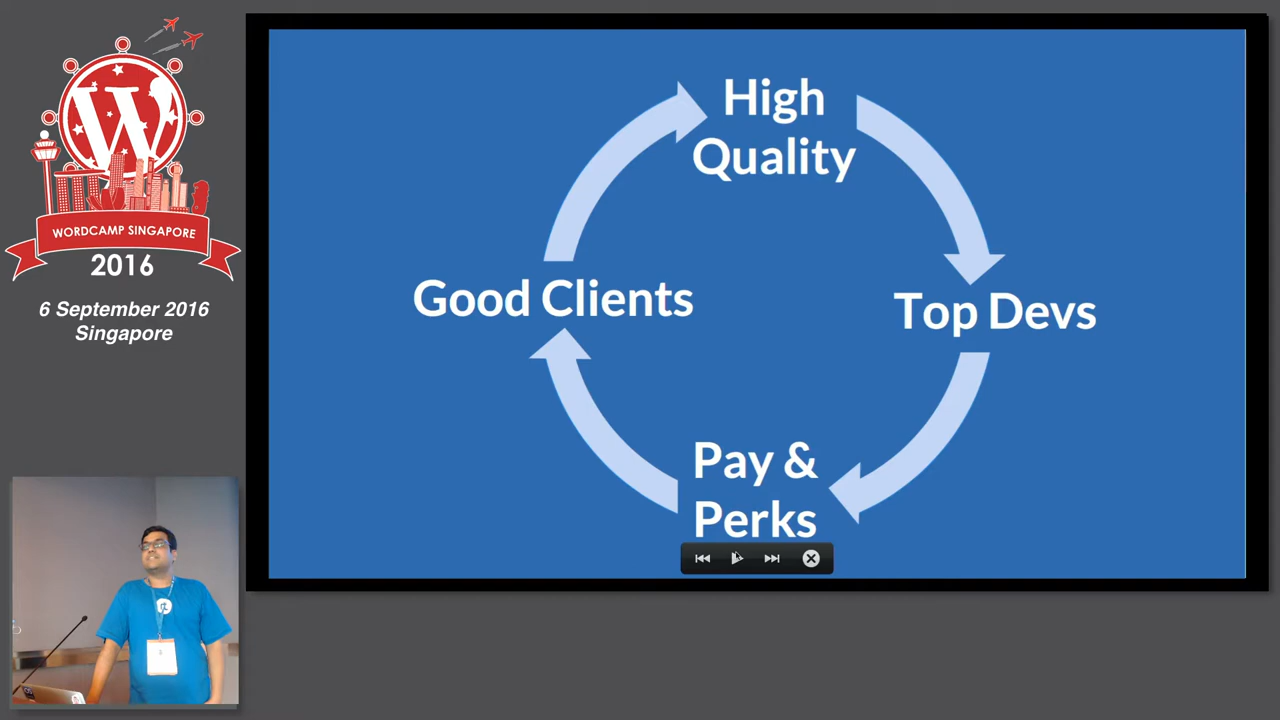 W
WORDCAMP SINGAPORE
2016
6 September 2016
Singapore
High
Quality
Top Devs
Pay &
Perks
Good Clients